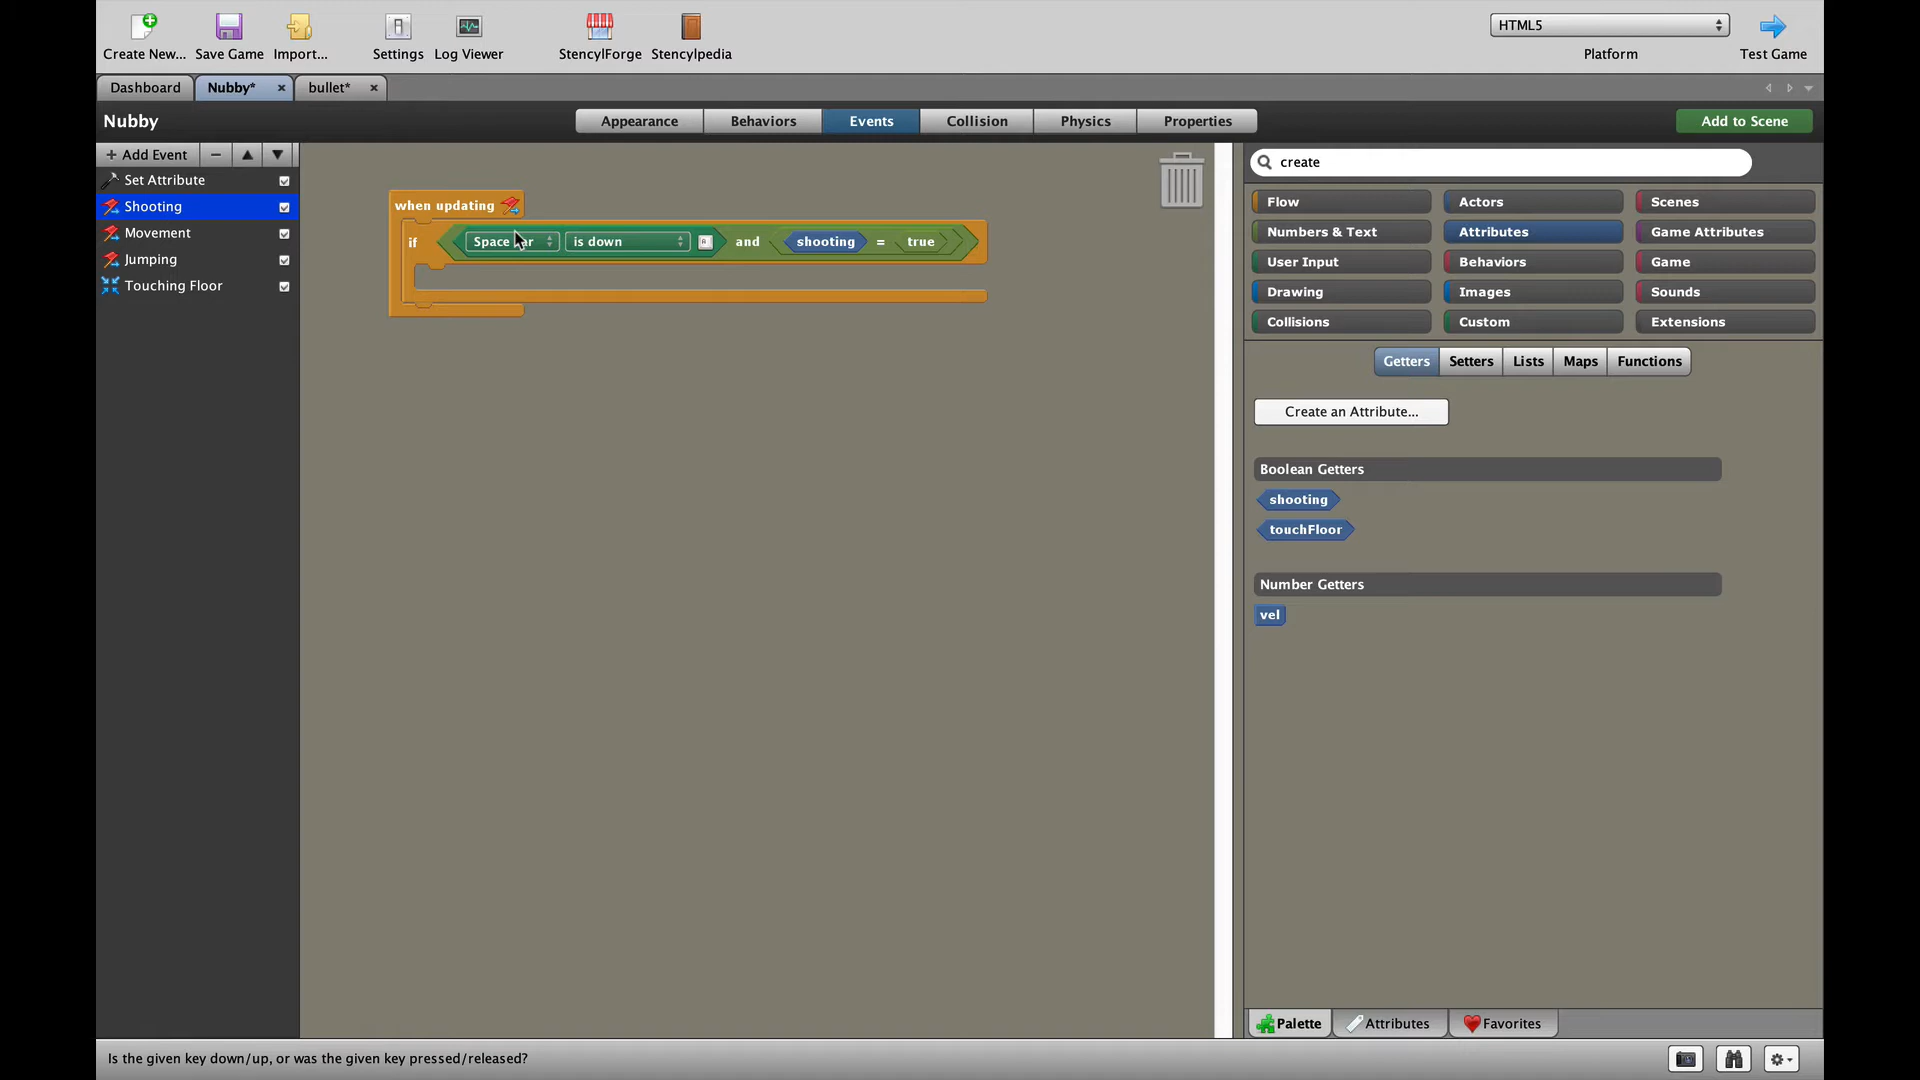 Create New...
Save Game
Import...
Settings
Log Viewer
StencylForge
Stencylpedia
HTML5
Platform
Test Game
Dashboard
Nubby*
bullet*
Nubby
Appearance
Behaviors
Events
Collision
Physics
Properties
Add to Scene
+ Add Event
Set Attribute
Shooting
Movement
Jumping
Touching Floor
when updating
if
is down
and
shooting = true
create
Flow
Actors
Scenes
Numbers & Text
Attributes
Game Attributes
User Input
Behaviors
Game
Drawing
Images
Sounds
Collisions
Custom
Extensions
Getters
Setters
Lists
Maps
Functions
Create an Attribute...
Boolean Getters
shooting
touchFloor
Number Getters
vel
Palette
Attributes
Favorites
Is the given key down/up, or was the given key pressed/released?